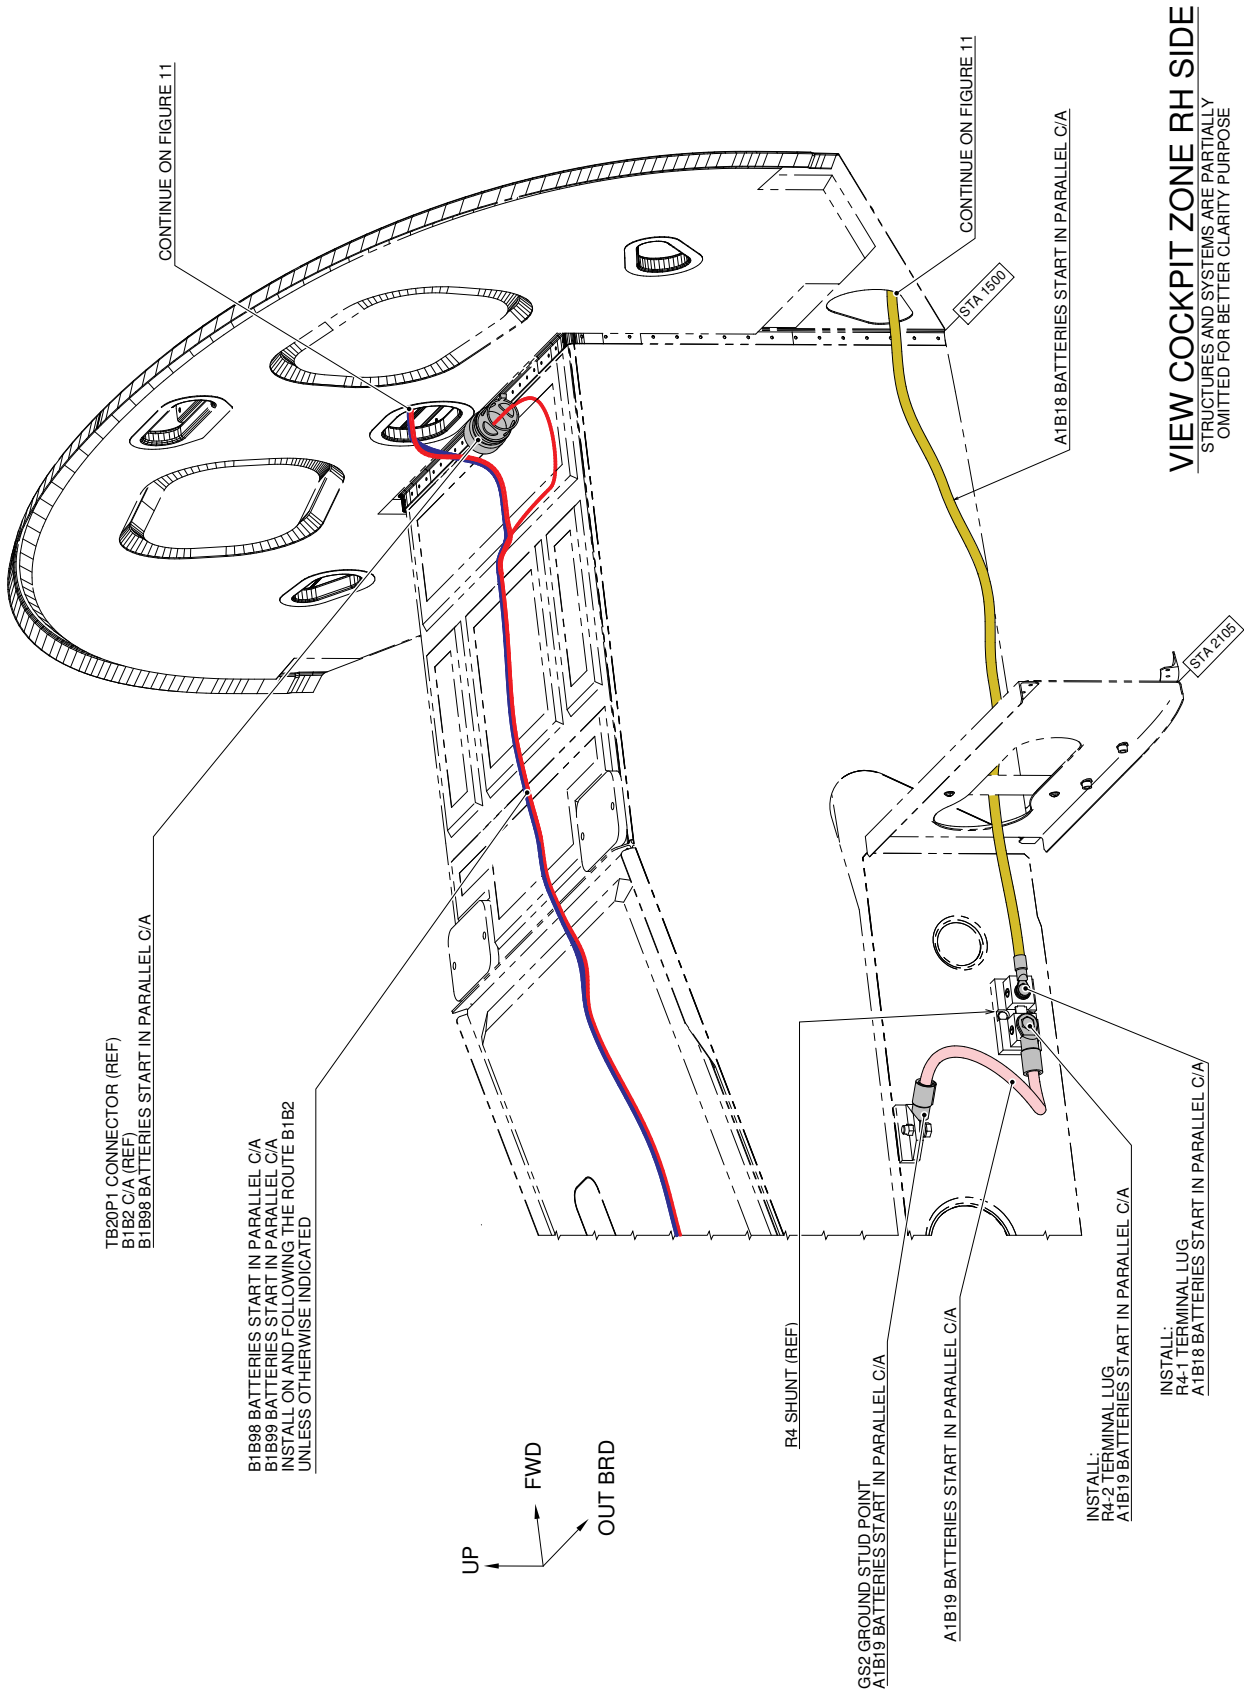 CONTINUE ON FIGURE 11
TB20P1 CONNECTOR (REF)
B1B2 C/A (REF)
B1B98 BATTERIES START IN PARALLEL C/A
B1B98 BATTERIES START IN PARALLEL C/A
B1B99 BATTERIES START IN PARALLEL C/A
INSTALL ON AND FOLLOWING THE ROUTE B1B2
UNLESS OTHERWISE INDICATED
UP
FWD
OUT BRD
R4 SHUNT (REF)
GS2 GROUND STUD POINT
A1B19 BATTERIES START IN PARALLEL C/A
A1B19 BATTERIES START IN PARALLEL C/A
INSTALL:
R4-2 TERMINAL LUG
A1B19 BATTERIES START IN PARALLEL C/A
INSTALL:
R4-1 TERMINAL LUG
A1B18 BATTERIES START IN PARALLEL C/A
STA 2105
STA 1500
CONTINUE ON FIGURE 11
A1B18 BATTERIES START IN PARALLEL C/A
VIEW COCKPIT ZONE RH SIDE
STRUCTURES AND SYSTEMS ARE PARTIALLY
OMITTED FOR BETTER CLARITY PURPOSE